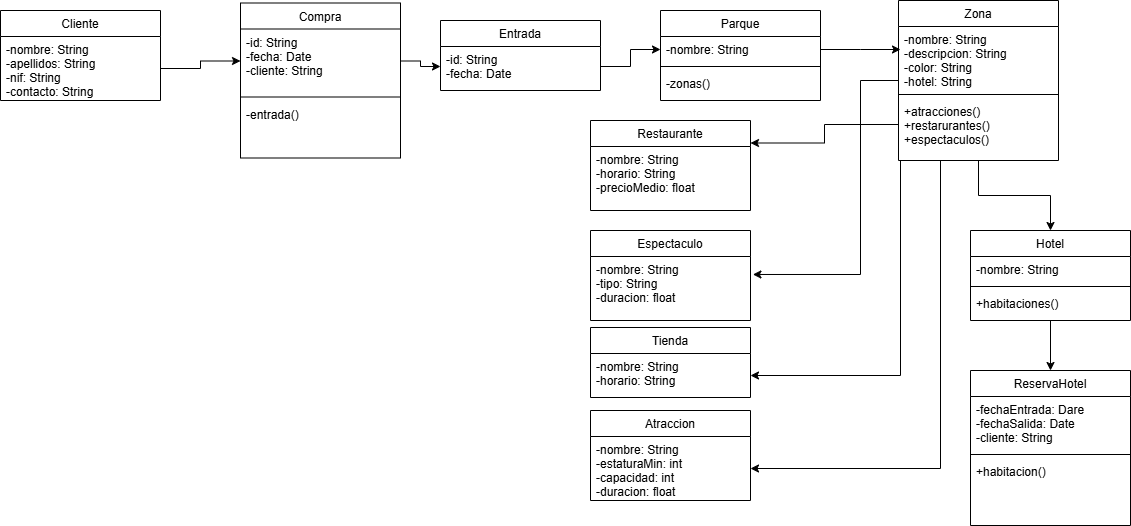 Cliente
-nombre: String
-apellidos: String
-nif: String
-contacto: String
Compra
-id: String
-fecha: Date
-cliente: String
-entrada()
Entrada
-id: String
-fecha: Date
Parque
-nombre: String
-zonas()
Zona
-nombre: String
-descripcion: String
-color: String
-hotel: String
+atracciones()
+restarurantes()
+espectaculos()
Restaurante
-nombre: String
-horario: String
-precioMedio: float
Espectaculo
-nombre: String
-tipo: String
-duracion: float
Tienda
-nombre: String
-horario: String
Atraccion
-nombre: String
-estaturaMin: int
-capacidad: int
-duracion: float
Hotel
-nombre: String
+habitaciones()
ReservaHotel
-fechaEntrada: Dare
-fechaSalida: Date
-cliente: String
+habitacion()